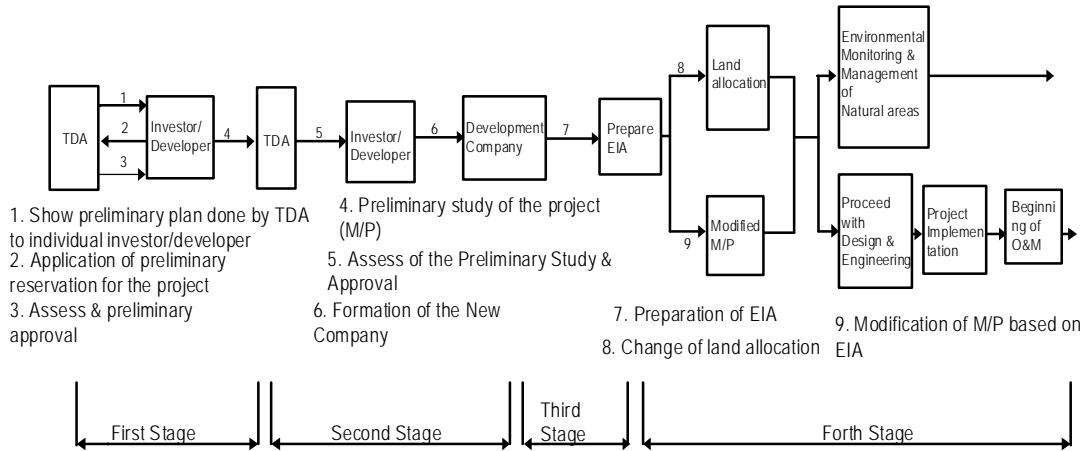 TDA
1
2
3
Investor/
Developer
4
TDA
5
Investor/
Developer
6
Development
Company
7
Prepare
EIA
8
Land
allocation
9
Modified
M/P
Environmental
Monitoring &
Management
of
Natural areas
Proceed
with
Design &
Engineering
Project
Implemen
tation
Beginni
ng of
O&M
1. Show preliminary plan done by TDA
to individual investor/developer
2. Application of preliminary
reservation for the project
3. Assess & preliminary
approval
4. Preliminary study of the project
(M/P)
5. Assess of the Preliminary Study &
Approval
6. Formation of the New
Company
7. Preparation of EIA
8. Change of land allocation
9. Modification of M/P based on
EIA
First Stage
Second Stage
Third
Stage
Forth Stage